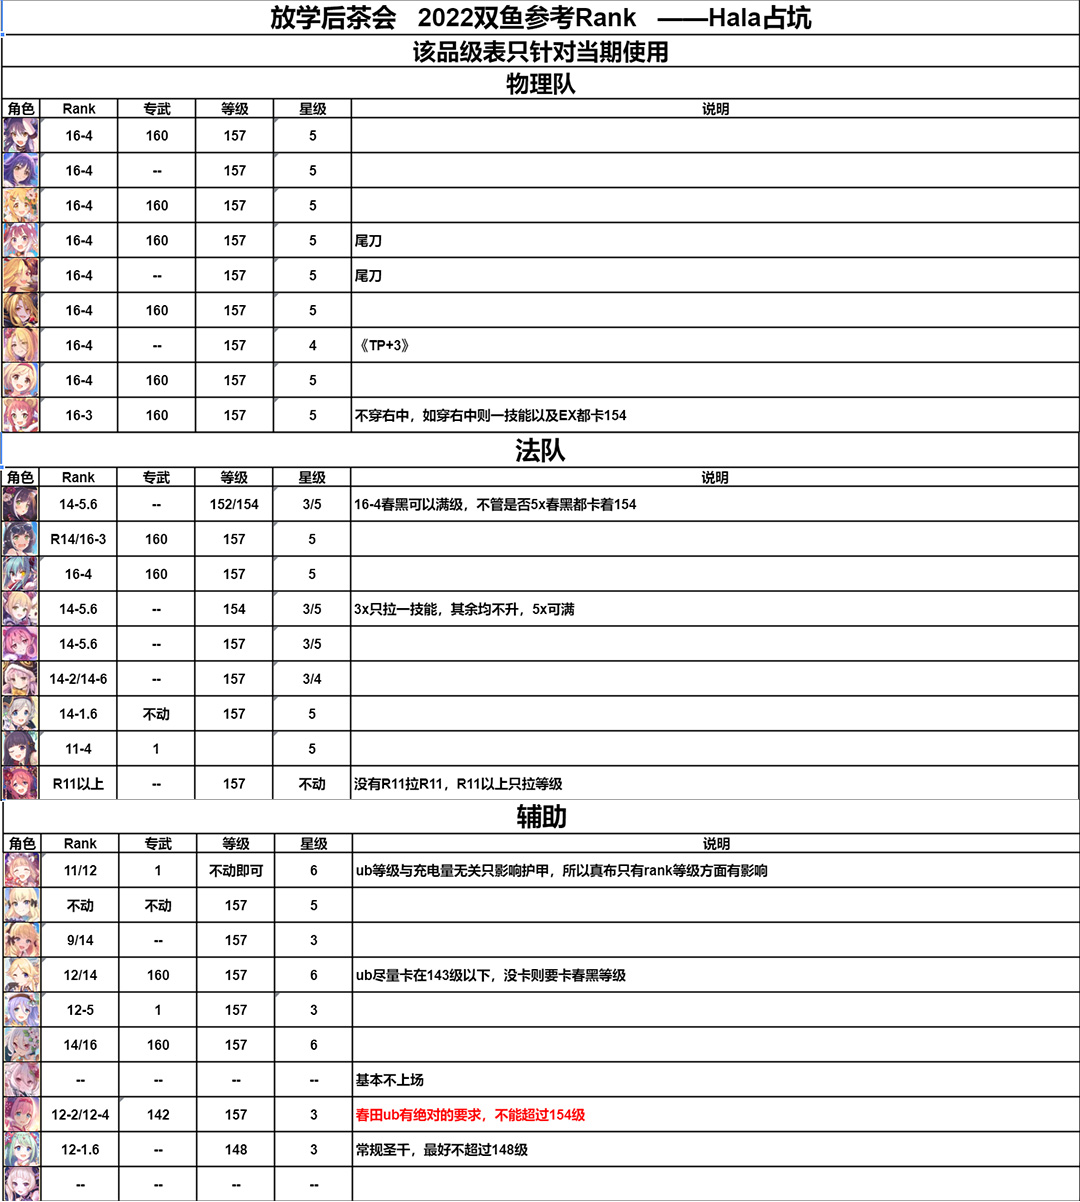 放学后茶会 2022双鱼参考Rank ——Hala占坑
该品级表只针对当期使用
物理队
角色 Rank 专武 等级 星级 说明
16-4 160 157 5
16-4 -- 157 5
16-4 160 157 5
16-4 160 157 5 尾刀
16-4 -- 157 5 尾刀
16-4 160 157 5
16-4 -- 157 4 《TP+3》
16-4 160 157 5
16-3 160 157 5 不穿右中，如穿右中则一技能以及EX都卡154
法队
角色 Rank 专武 等级 星级 说明
14-5.6 -- 152/154 3/5 16-4春黑可以满级，不管是否5x春黑都卡着154
R14/16-3 160 157 5
16-4 160 157 5
14-5.6 -- 154 3/5 3x只拉一技能，其余均不升，5x可满
14-5.6 -- 157 3/5
14-2/14-6 -- 157 3/4
14-1.6 不动 157 5
11-4 1 5
R11以上 -- 157 不动 没有R11拉R11，R11以上只拉等级
辅助
角色 Rank 专武 等级 星级 说明
11/12 1 不动即可 6 ub等级与充电量无关只影响护甲，所以真布只有rank等级方面有影响
不动 不动 157 5
9/14 -- 157 3
12/14 160 157 6 ub尽量卡在143级以下，没卡则要卡春黑等级
12-5 1 157 3
14/16 160 157 6
-- -- -- -- 基本不上场
12-2/12-4 142 157 3 春田ub有绝对的要求，不能超过154级
12-1.6 -- 148 3 常规圣千，最好不超过148级
-- -- -- --